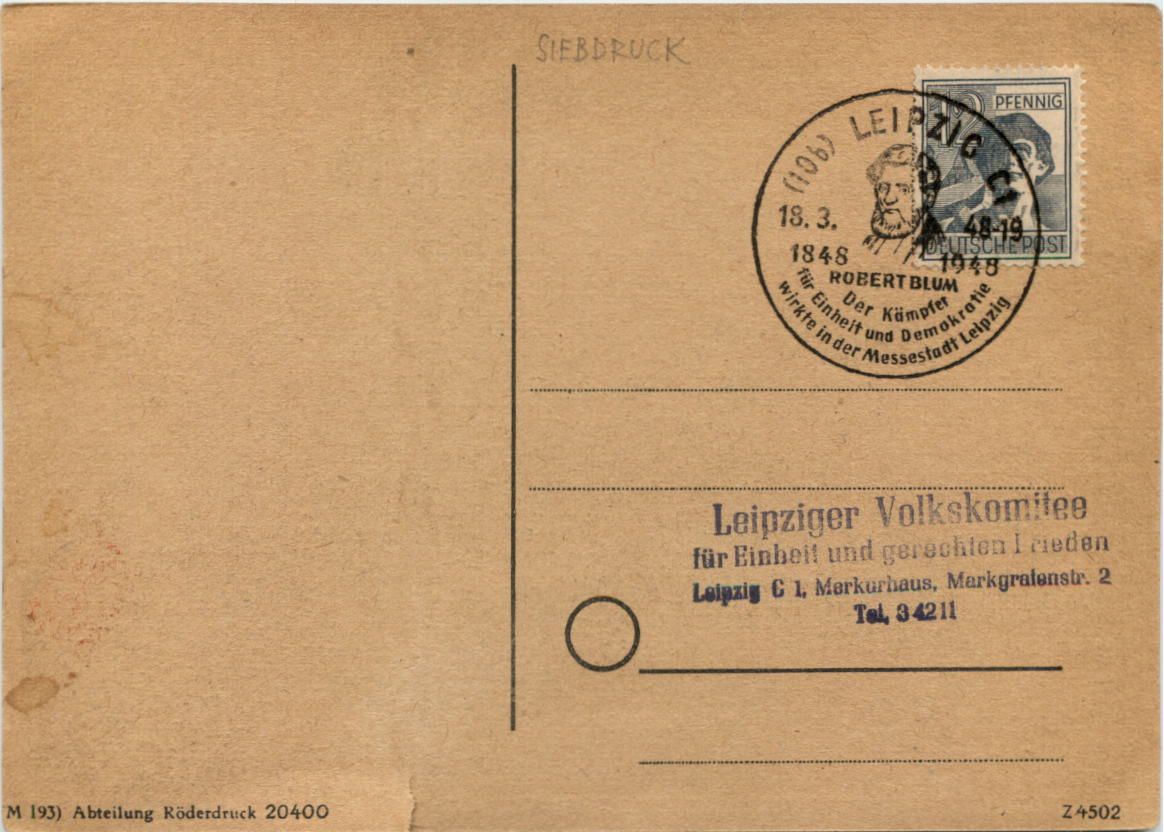 SIEBDRUCK
12 PFENNIG
DEUTSCHE POST
(10b) LEIPZIG C1
18. 3. 48-19
1848 1948
ROBERT BLUM
Der Kämpfer
für Einheit und Demokratie
wirkte in der Messestadt Leipzig
Leipziger Volkskomitee
für Einheit und gerechten Frieden
Leipzig C 1, Merkurhaus, Markgrafenstr. 2
Tel. 34211
M 193) Abteilung Röderdruck 20400
Z 4502